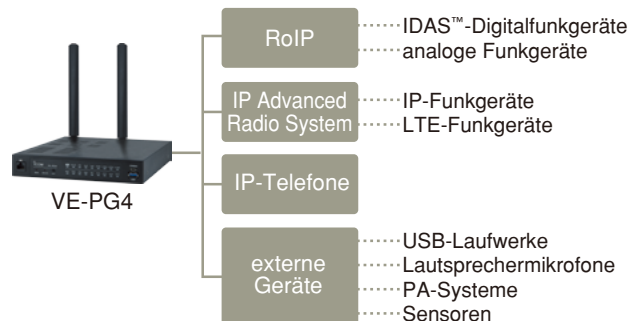 RoIP
IDAS™-Digitalfunkgeräte
analoge Funkgeräte
IP Advanced
Radio System
IP-Funkgeräte
LTE-Funkgeräte
VE-PG4
IP-Telefone
externe
Geräte
USB-Laufwerke
Lautsprechermikrofone
PA-Systeme
Sensoren